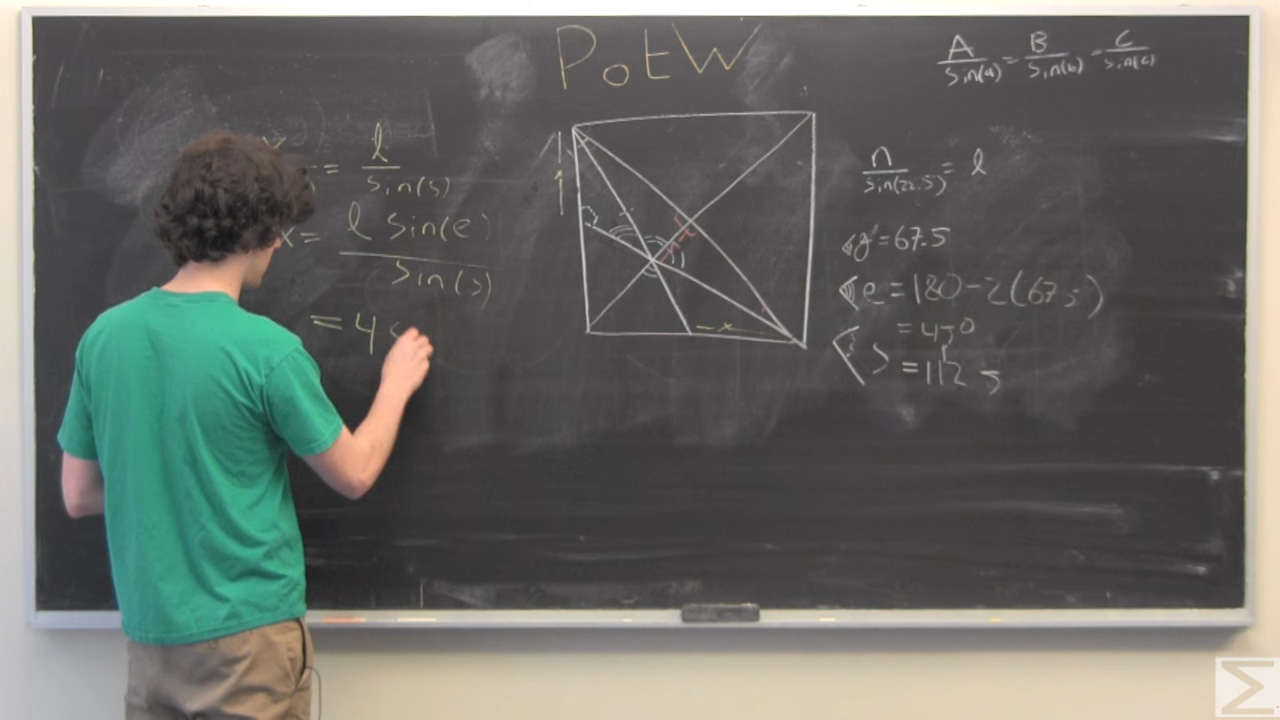 PotW
A/sin(a) = B/sin(b) = C/sin(c)
= l/sin(s)
x = l sin(e)/sin(s)
= 4
n/sin(22.5) = l
g = 67.5
e = 180-2(67.5)
= 45°
s = 112.5
x
Σ